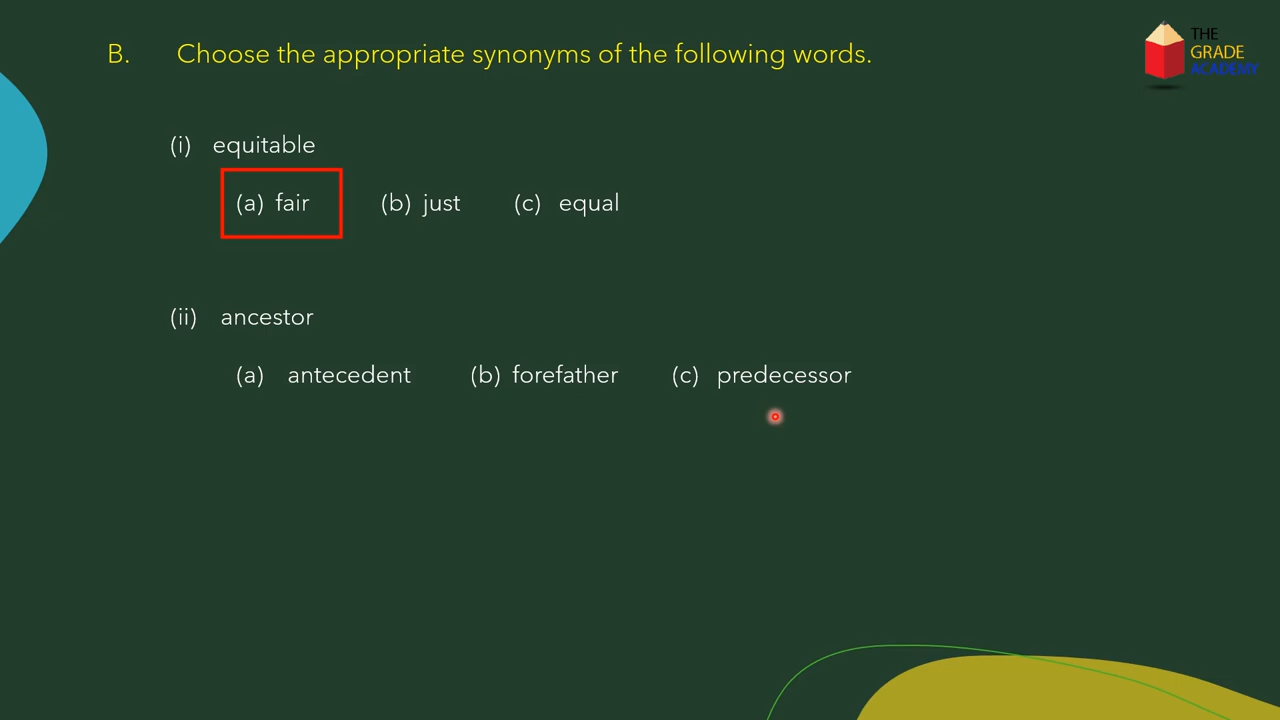 B. Choose the appropriate synonyms of the following words.
THE
GRADE
ACADEMY
(i) equitable
(a) fair (b) just (c) equal
(ii) ancestor
(a) antecedent (b) forefather (c) predecessor